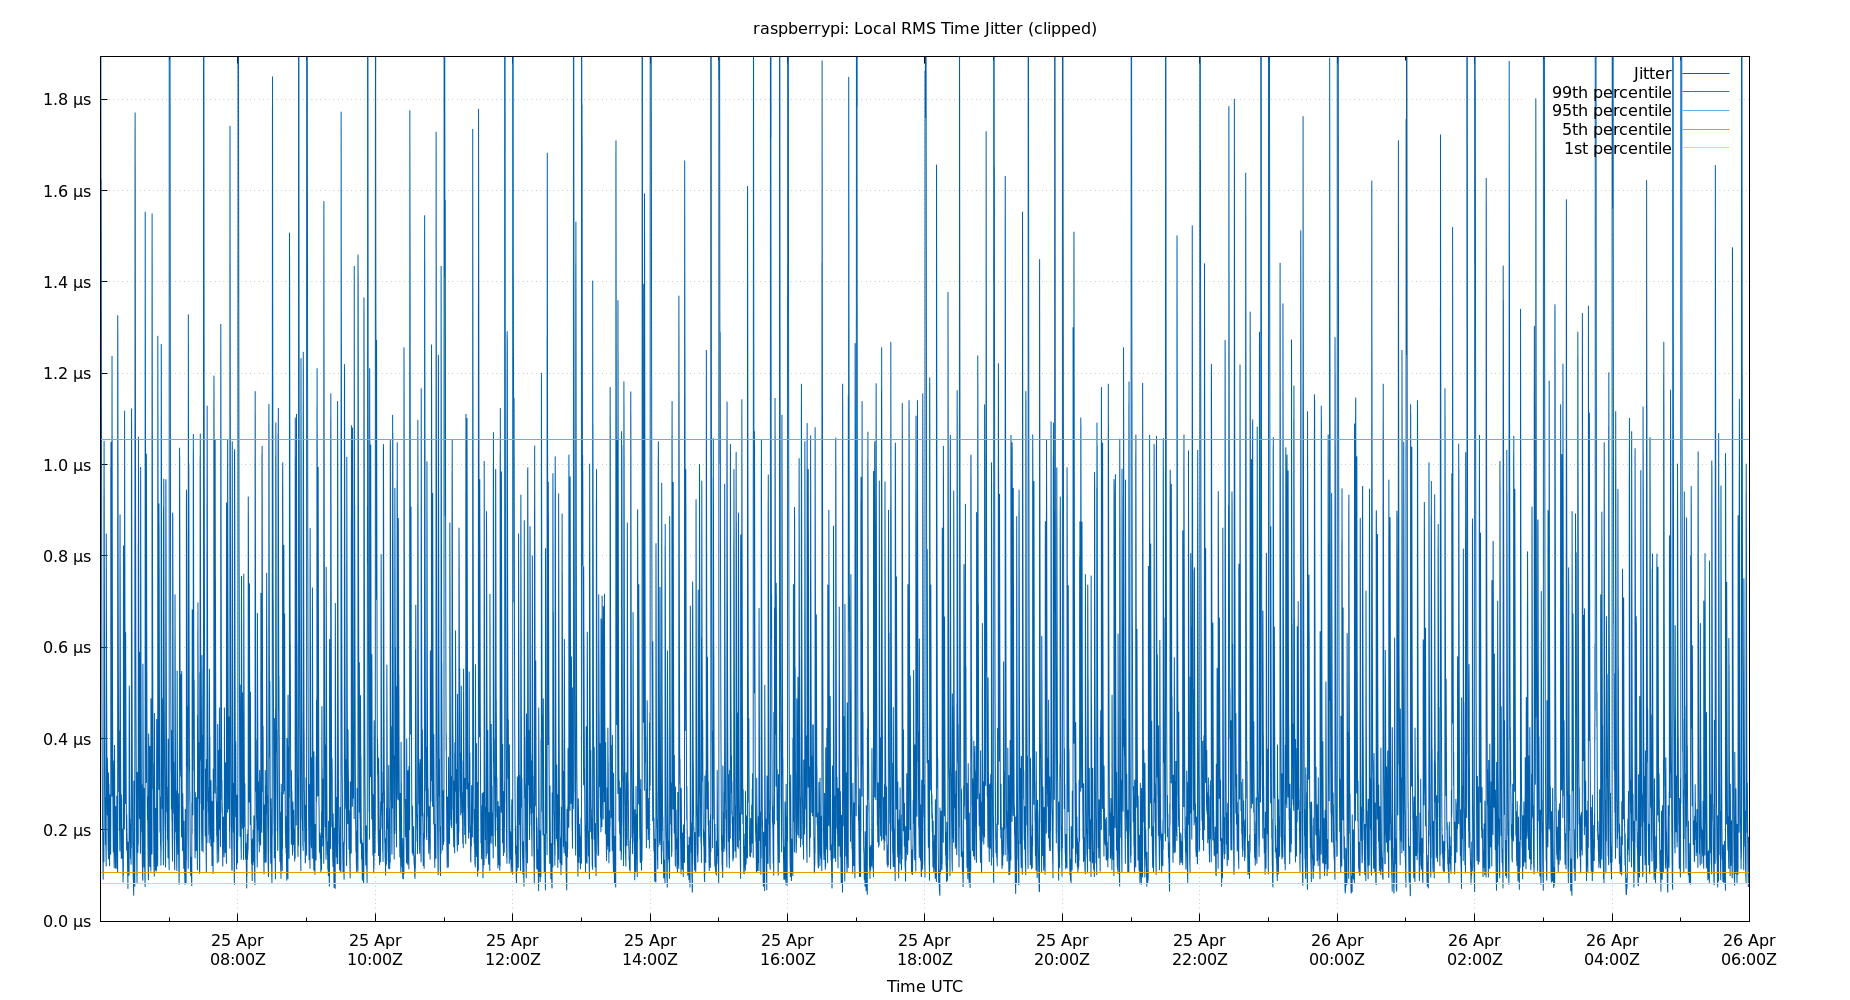 raspberrypi: Local RMS Time Jitter (clipped)
Jitter
99th percentile
95th percentile
5th percentile
1st percentile
1.8 µs
1.6 µs
1.4 µs
1.2 µs
1.0 µs
0.8 µs
0.6 µs
0.4 µs
0.2 µs
0.0 µs
25 Apr 25 Apr 25 Apr 25 Apr 25 Apr 25 Apr 25 Apr 25 Apr 26 Apr 26 Apr 26 Apr 26 Apr
08:00Z 10:00Z 12:00Z 14:00Z 16:00Z 18:00Z 20:00Z 22:00Z 00:00Z 02:00Z 04:00Z 06:00Z
Time UTC